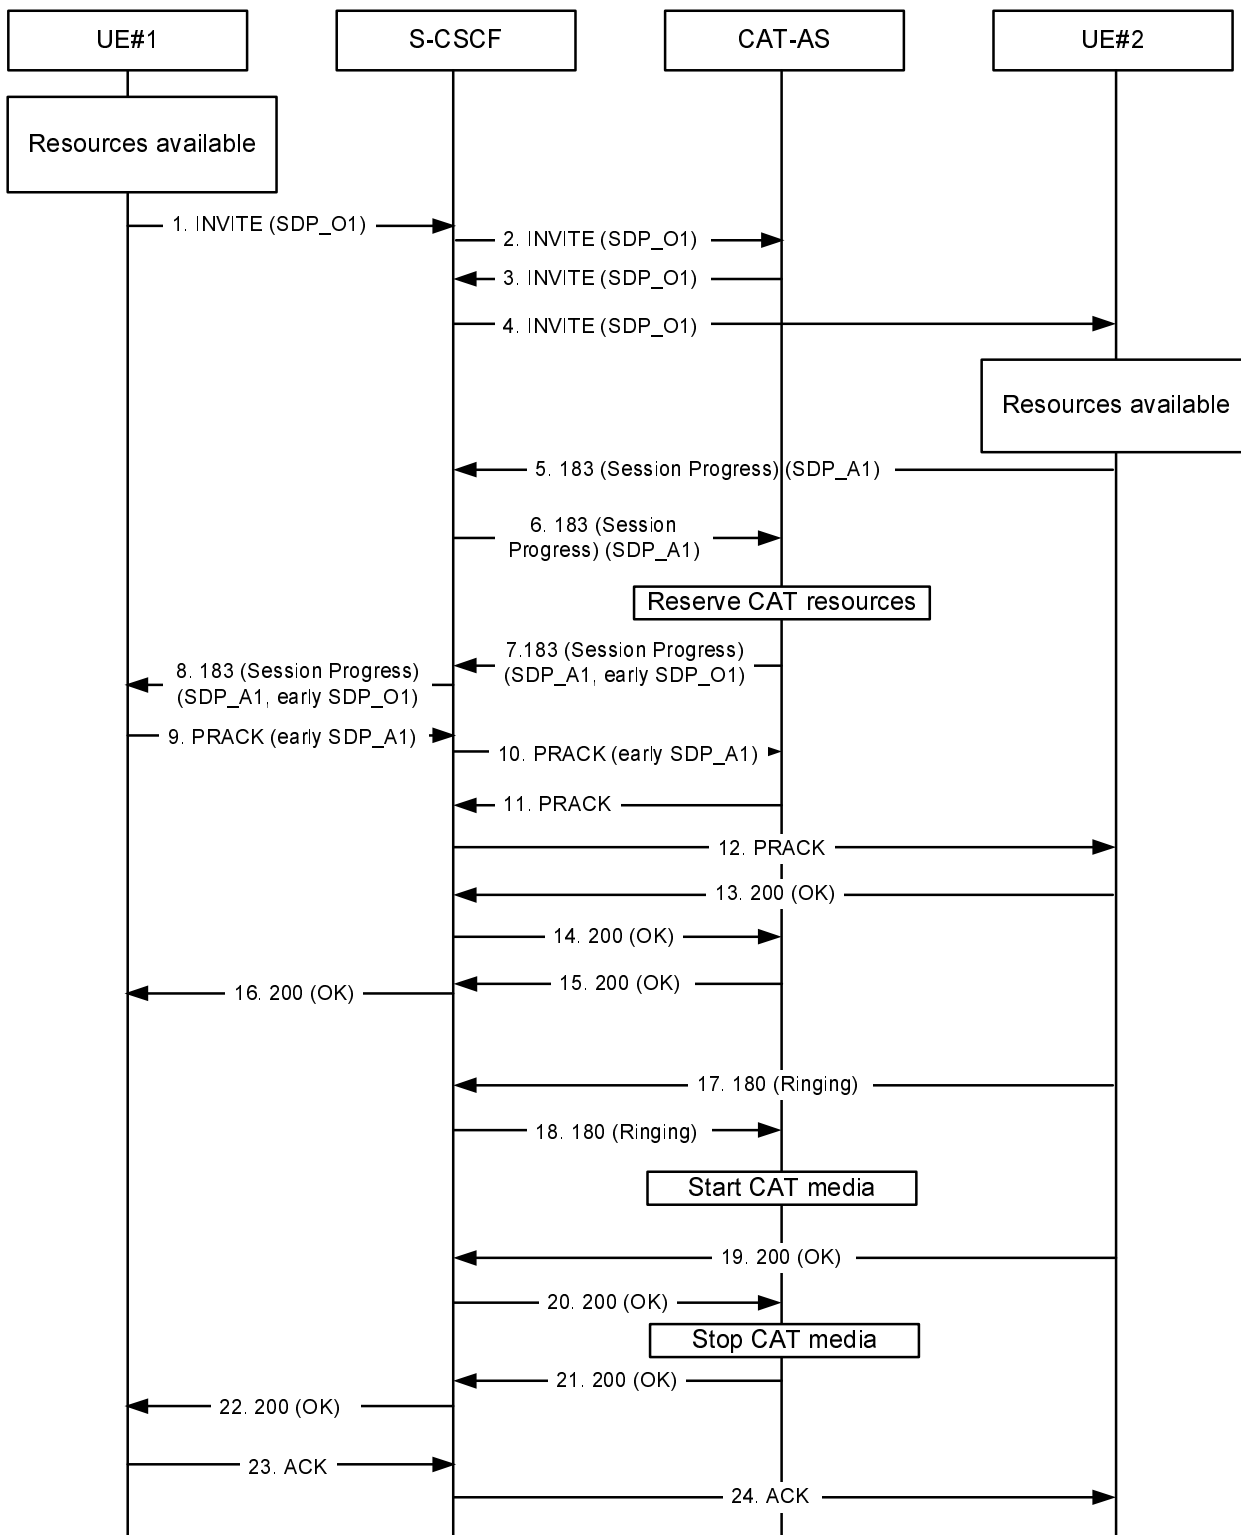 UE#1
S-CSCF
CAT-AS
UE#2
Resources available
1. INVITE (SDP_O1)
2. INVITE (SDP_O1)
3. INVITE (SDP_O1)
4. INVITE (SDP_O1)
Resources available
5. 183 (Session Progress) (SDP_A1)
6. 183 (Session
Progress) (SDP_A1)
Reserve CAT resources
7.183 (Session Progress)
(SDP_A1, early SDP_O1)
8. 183 (Session Progress)
(SDP_A1, early SDP_O1)
9. PRACK (early SDP_A1)
10. PRACK (early SDP_A1)
11. PRACK
12. PRACK
13. 200 (OK)
14. 200 (OK)
15. 200 (OK)
16. 200 (OK)
17. 180 (Ringing)
18. 180 (Ringing)
Start CAT media
19. 200 (OK)
20. 200 (OK)
Stop CAT media
21. 200 (OK)
22. 200 (OK)
23. ACK
24. ACK